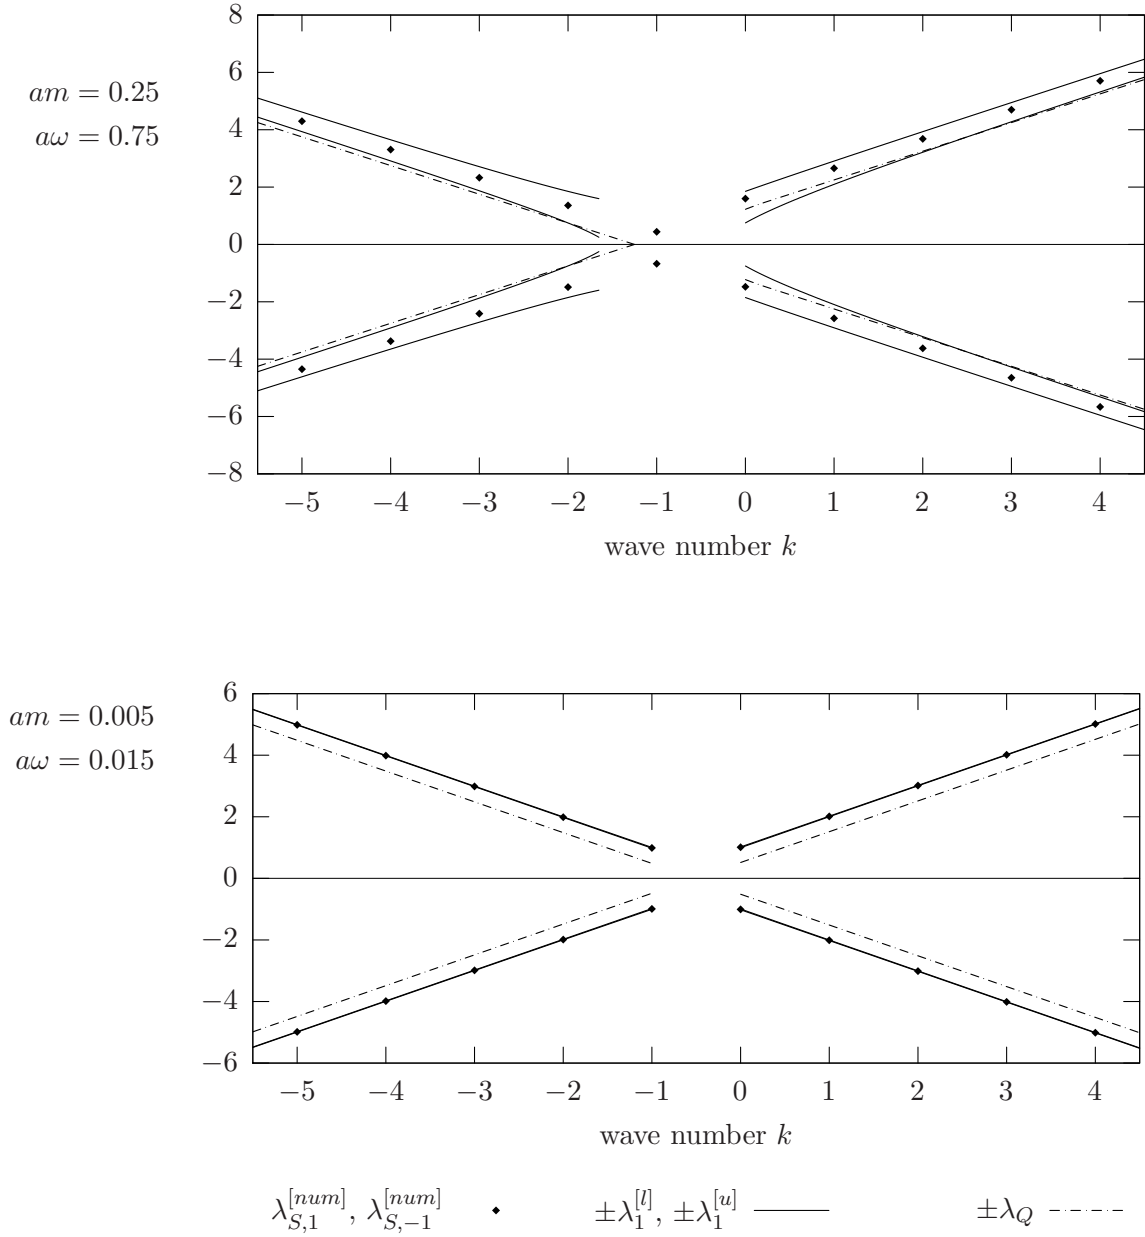 am = 0.25
aω = 0.75
8
6
4
2
0
−2
−4
−6
−8
−5 −4 −3 −2 −1 0 1 2 3 4
wave number k
am = 0.005
aω = 0.015
6
4
2
0
−2
−4
−6
−5 −4 −3 −2 −1 0 1 2 3 4
wave number k
λ_{S,1}^{[num]}, λ_{S,−1}^{[num]} ±λ_1^{[l]}, ±λ_1^{[u]} ±λ_Q